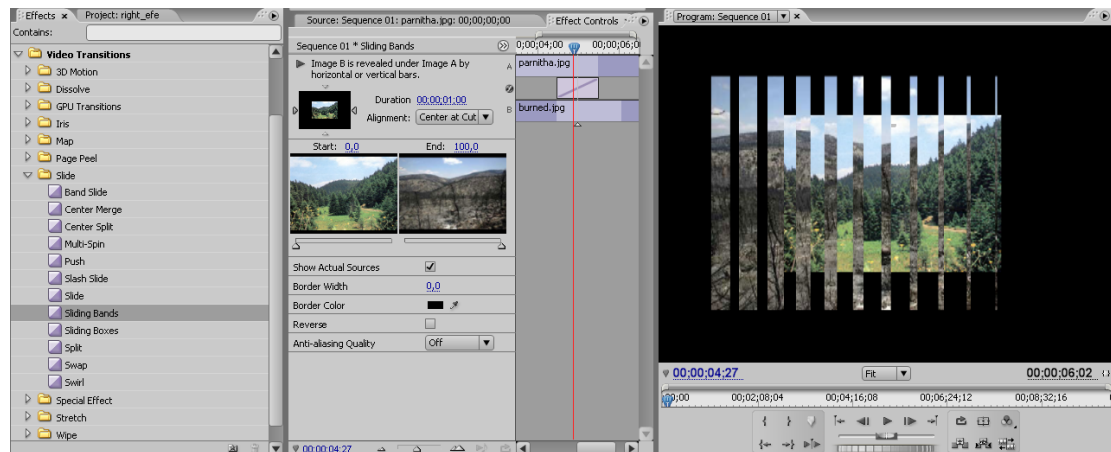 Effects x
Project: right_efe
Contains:
Video Transitions
3D Motion
Dissolve
GPU Transitions
Iris
Map
Page Peel
Slide
Band Slide
Center Merge
Center Split
Multi-Spin
Push
Slash Slide
Slide
Sliding Bands
Sliding Boxes
Split
Swap
Swirl
Special Effect
Stretch
Wipe
Source: Sequence 01: parnitha.jpg: 00;00;00;00
Effect Controls
Sequence 01 * Sliding Bands
Image B is revealed under Image A by
horizontal or vertical bars.
Duration 00;00;01;00
Alignment: Center at Cut
Start: 0,0 End: 100,0
Show Actual Sources
Border Width 0,0
Border Color
Reverse
Anti-aliasing Quality Off
00;00;04;27
0;00;04;00 00;00;06;0
A parnitha.jpg
B burned.jpg
Program: Sequence 01 x
00;00;04;27 Fit 00;00;06;02
00;00 00;02;08;04 00;04;16;08 00;06;24;12 00;08;32;16